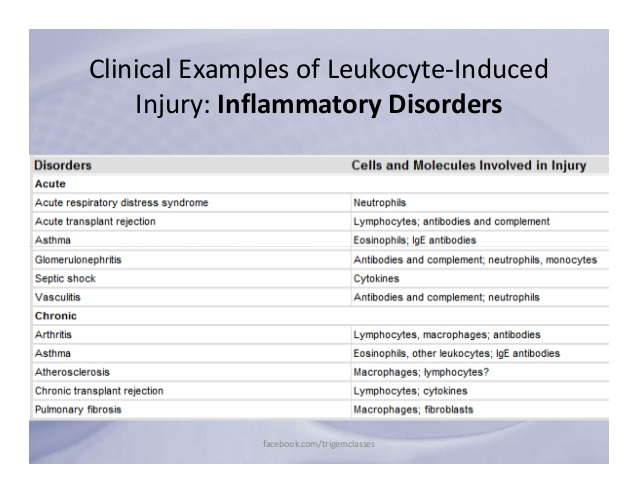 Clinical Examples of Leukocyte-Induced
Injury: Inflammatory Disorders
Disorders Cells and Molecules Involved in Injury
Acute
Acute respiratory distress syndrome Neutrophils
Acute transplant rejection Lymphocytes; antibodies and complement
Asthma Eosinophils; IgE antibodies
Glomerulonephritis Antibodies and complement; neutrophils, monocytes
Septic shock Cytokines
Vasculitis Antibodies and complement; neutrophils
Chronic
Arthritis Lymphocytes, macrophages; antibodies
Asthma Eosinophils, other leukocytes; IgE antibodies
Atherosclerosis Macrophages; lymphocytes?
Chronic transplant rejection Lymphocytes; cytokines
Pulmonary fibrosis Macrophages; fibroblasts
facebook.com/trigemclasses